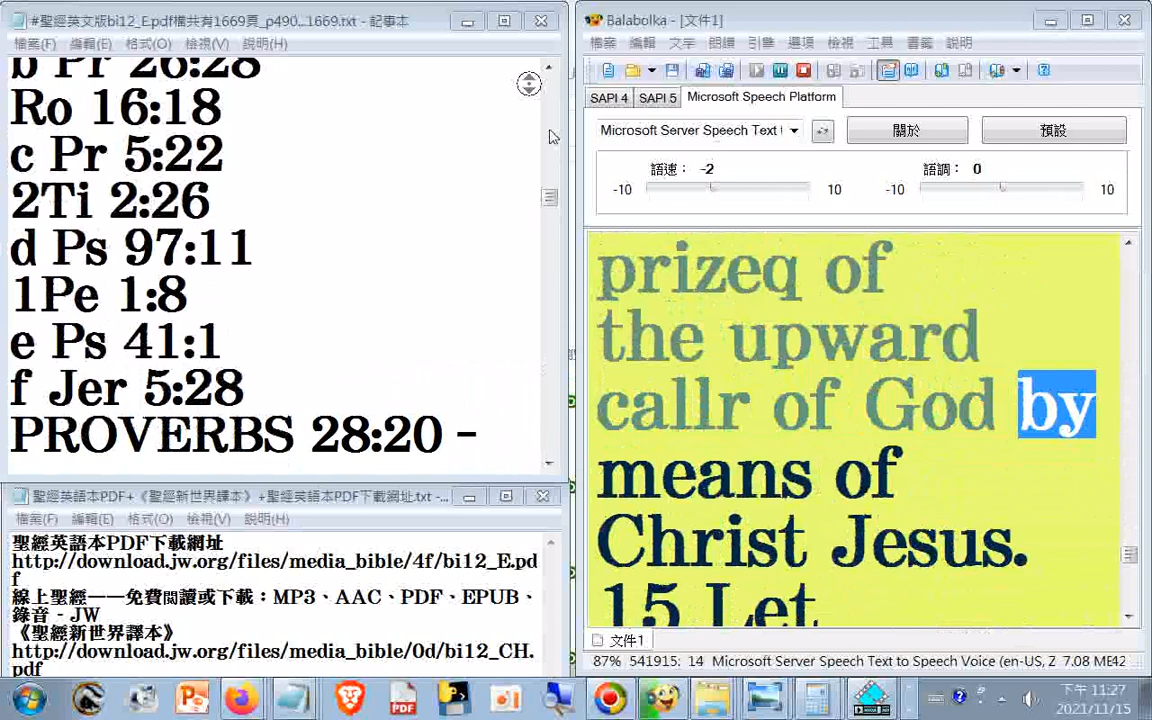 #聖經英文版bi12_E.pdf檔共有1669頁_p490,..1669.txt - 記事本
檔案(F) 編輯(E) 格式(O) 檢視(V) 說明(H)
b Pr 26:28
Ro 16:18
c Pr 5:22
2Ti 2:26
d Ps 97:11
1Pe 1:8
e Ps 41:1
f Jer 5:28
PROVERBS 28:20 -
聖經英語本PDF+《聖經新世界譯本》+聖經英語本PDF下載網址.txt -...
檔案(F) 編輯(E) 格式(O) 檢視(V) 說明(H)
聖經英語本PDF下載網址
http://download.jw.org/files/media_bible/4f/bi12_E.pd
f
線上聖經——免費閱讀或下載：MP3、AAC、PDF、EPUB、
錄音 - JW
《聖經新世界譯本》
http://download.jw.org/files/media_bible/0d/bi12_CH.
pdf
Balabolka - [文件1]
檔案 編輯 文字 朗讀 引擎 選項 檢視 工具 書籤 說明
SAPI 4 SAPI 5 Microsoft Speech Platform
Microsoft Server Speech Text 關於 預設
語速： -2 語調： 0
-10 10 -10 10
prizeq of
the upward
callr of God by
means of
Christ Jesus.
15 Let
文件1
87% 541915: 14 Microsoft Server Speech Text to Speech Voice (en-US, Z 7.08 ME42
下午 11:27
2021/11/15